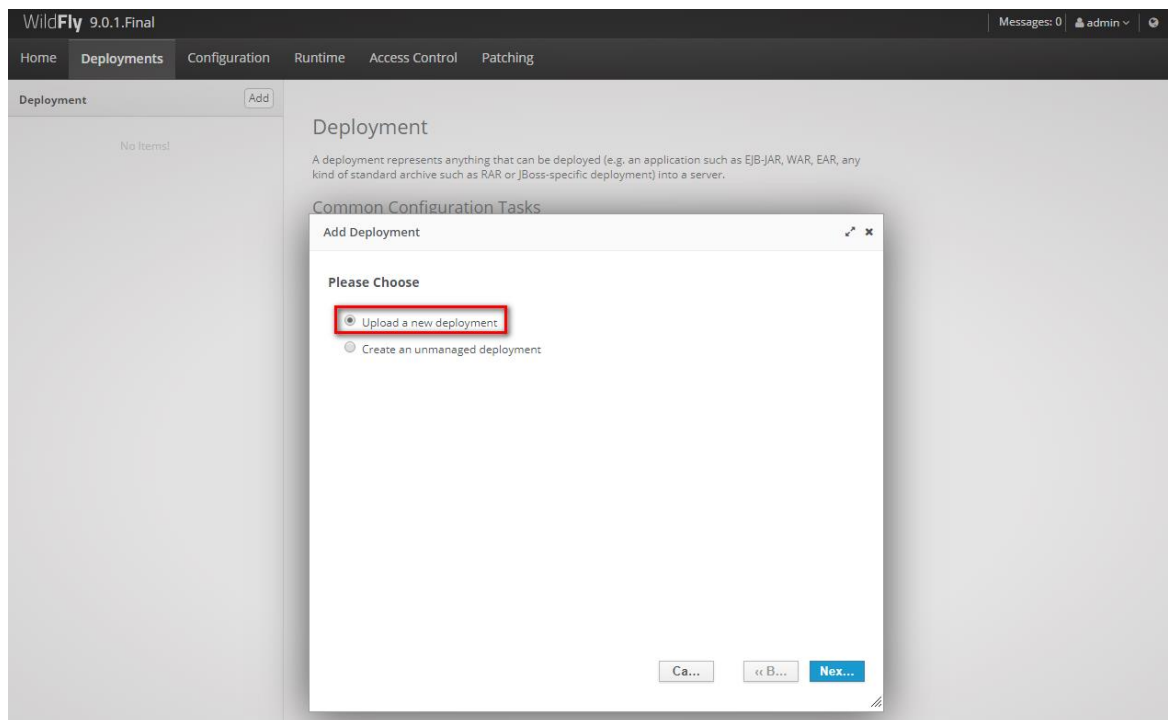 WildFly 9.0.1.Final
Messages: 0 admin
Home Deployments Configuration Runtime Access Control Patching
Deployment Add
No Items!
Deployment
A deployment represents anything that can be deployed (e.g. an application such as EJB-JAR, WAR, EAR, any
kind of standard archive such as RAR or JBoss-specific deployment) into a server.
Common Configuration Tasks
Add Deployment
Please Choose
Upload a new deployment
Create an unmanaged deployment
Ca... ‹‹ B... Nex...